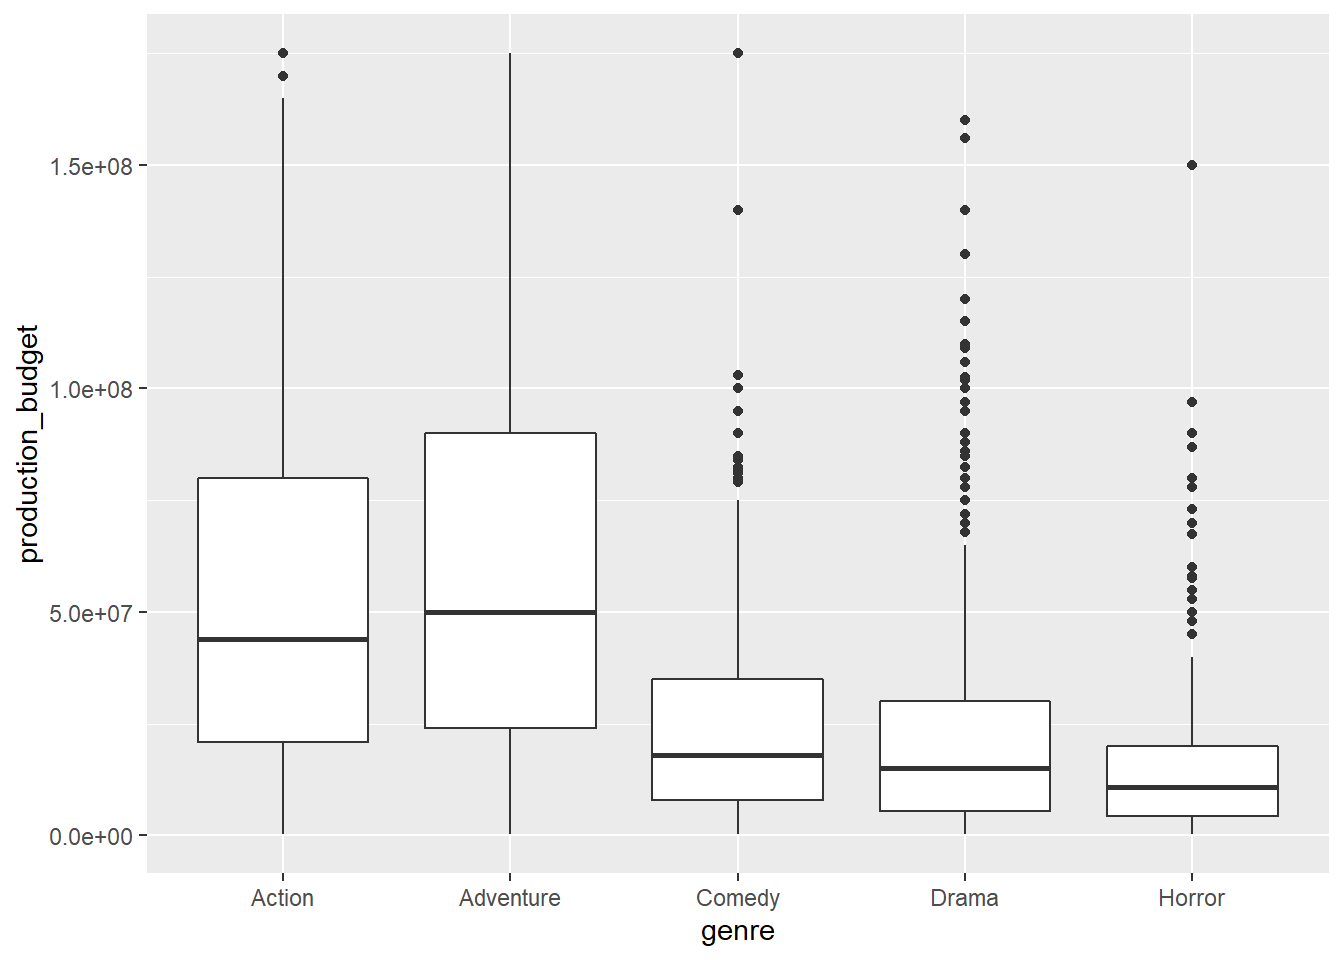 production_budget
1.5e+08
1.0e+08
5.0e+07
0.0e+00
Action Adventure Comedy Drama Horror
genre